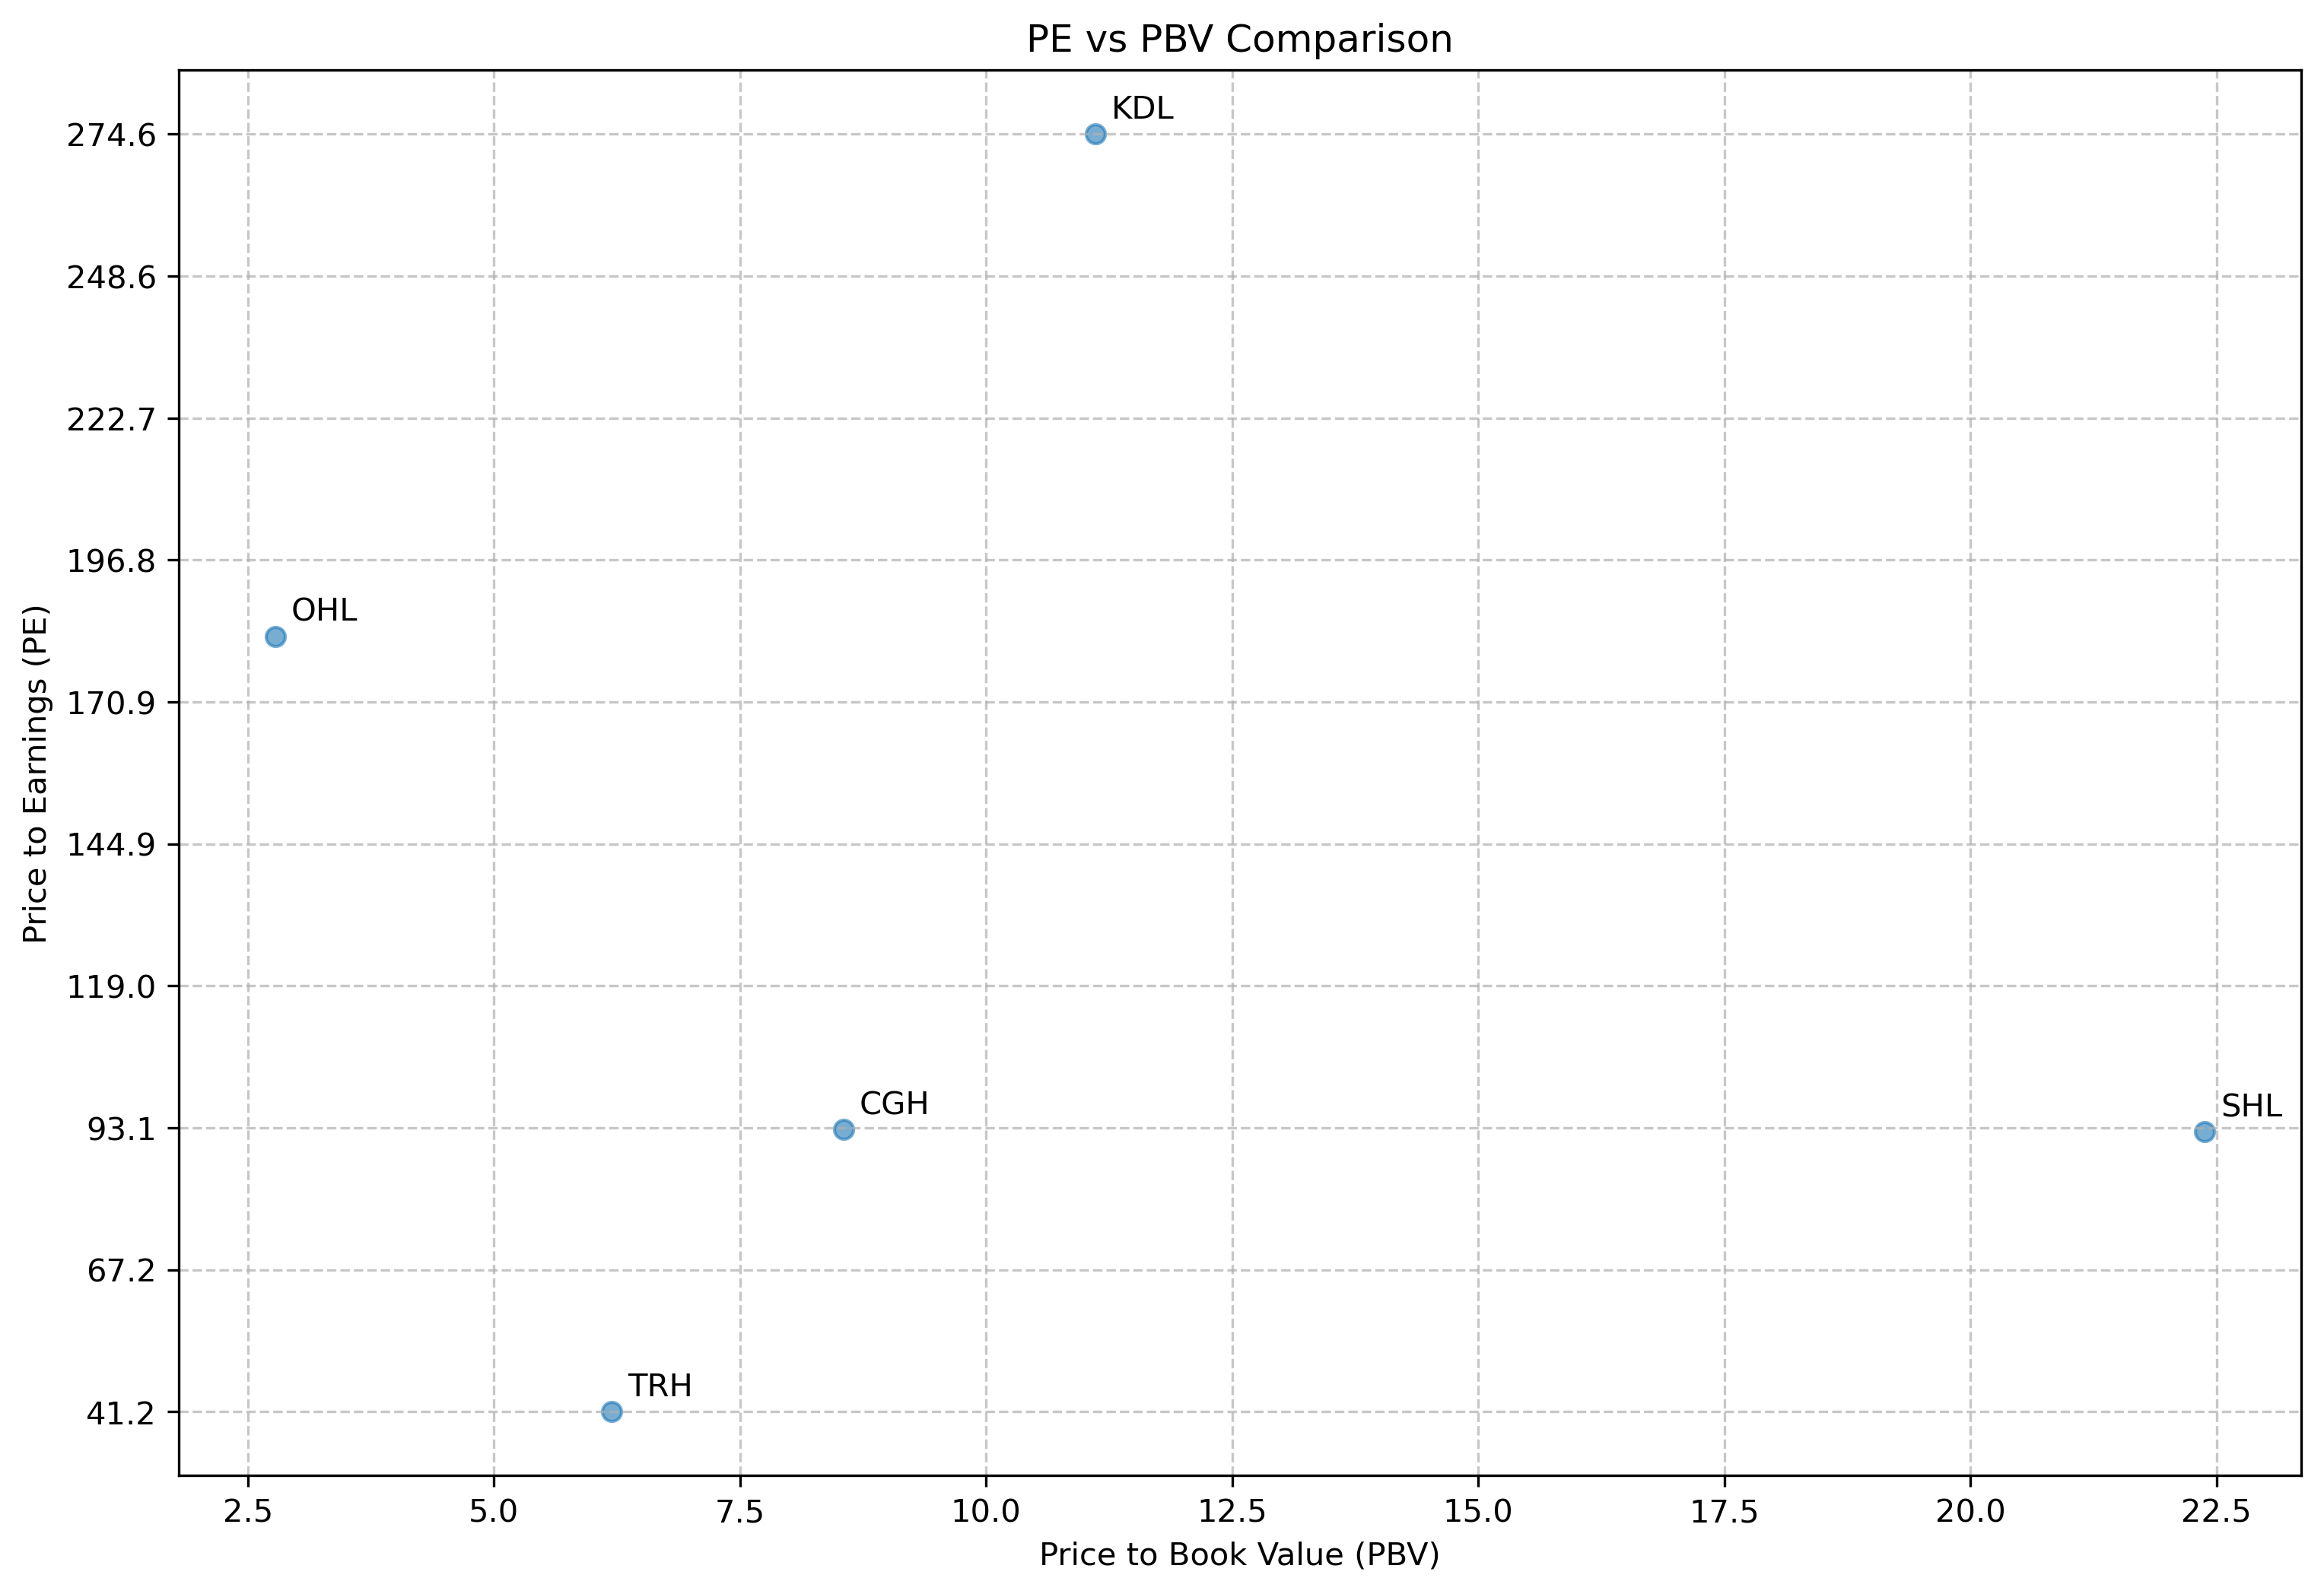 PE vs PBV Comparison
KDL
OHL
CGH
SHL
TRH
Price to Earnings (PE)
274.6
248.6
222.7
196.8
170.9
144.9
119.0
93.1
67.2
41.2
2.5 5.0 7.5 10.0 12.5 15.0 17.5 20.0 22.5
Price to Book Value (PBV)